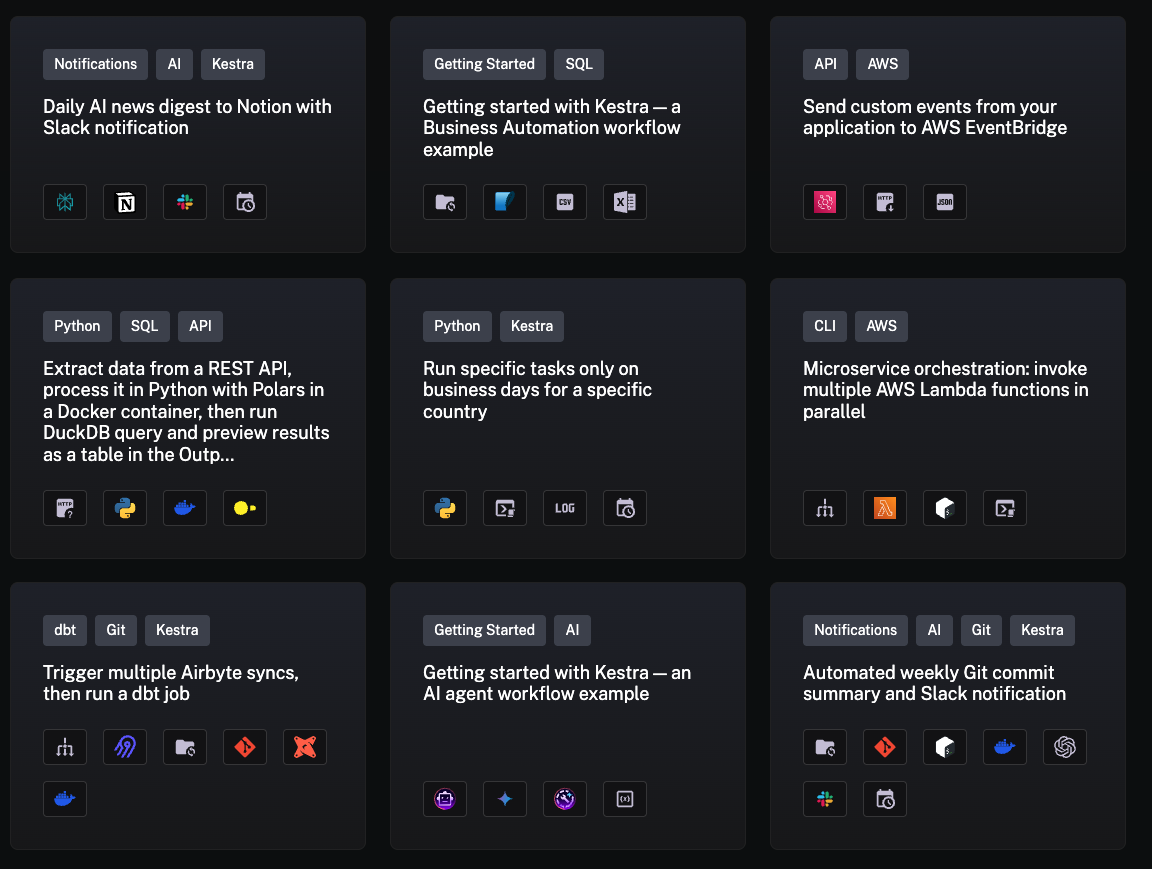 Notifications AI Kestra
Daily AI news digest to Notion with
Slack notification
N
Getting Started SQL
Getting started with Kestra — a
Business Automation workflow
example
CSV
X
API AWS
Send custom events from your
application to AWS EventBridge
HTTP
JSON
Python SQL API
Extract data from a REST API,
process it in Python with Polars in
a Docker container, then run
DuckDB query and preview results
as a table in the Outp...
HTTP
?
Python Kestra
Run specific tasks only on
business days for a specific
country
LOG
CLI AWS
Microservice orchestration: invoke
multiple AWS Lambda functions in
parallel
λ
dbt Git Kestra
Trigger multiple Airbyte syncs,
then run a dbt job
Getting Started AI
Getting started with Kestra — an
AI agent workflow example
(x)
Notifications AI Git Kestra
Automated weekly Git commit
summary and Slack notification